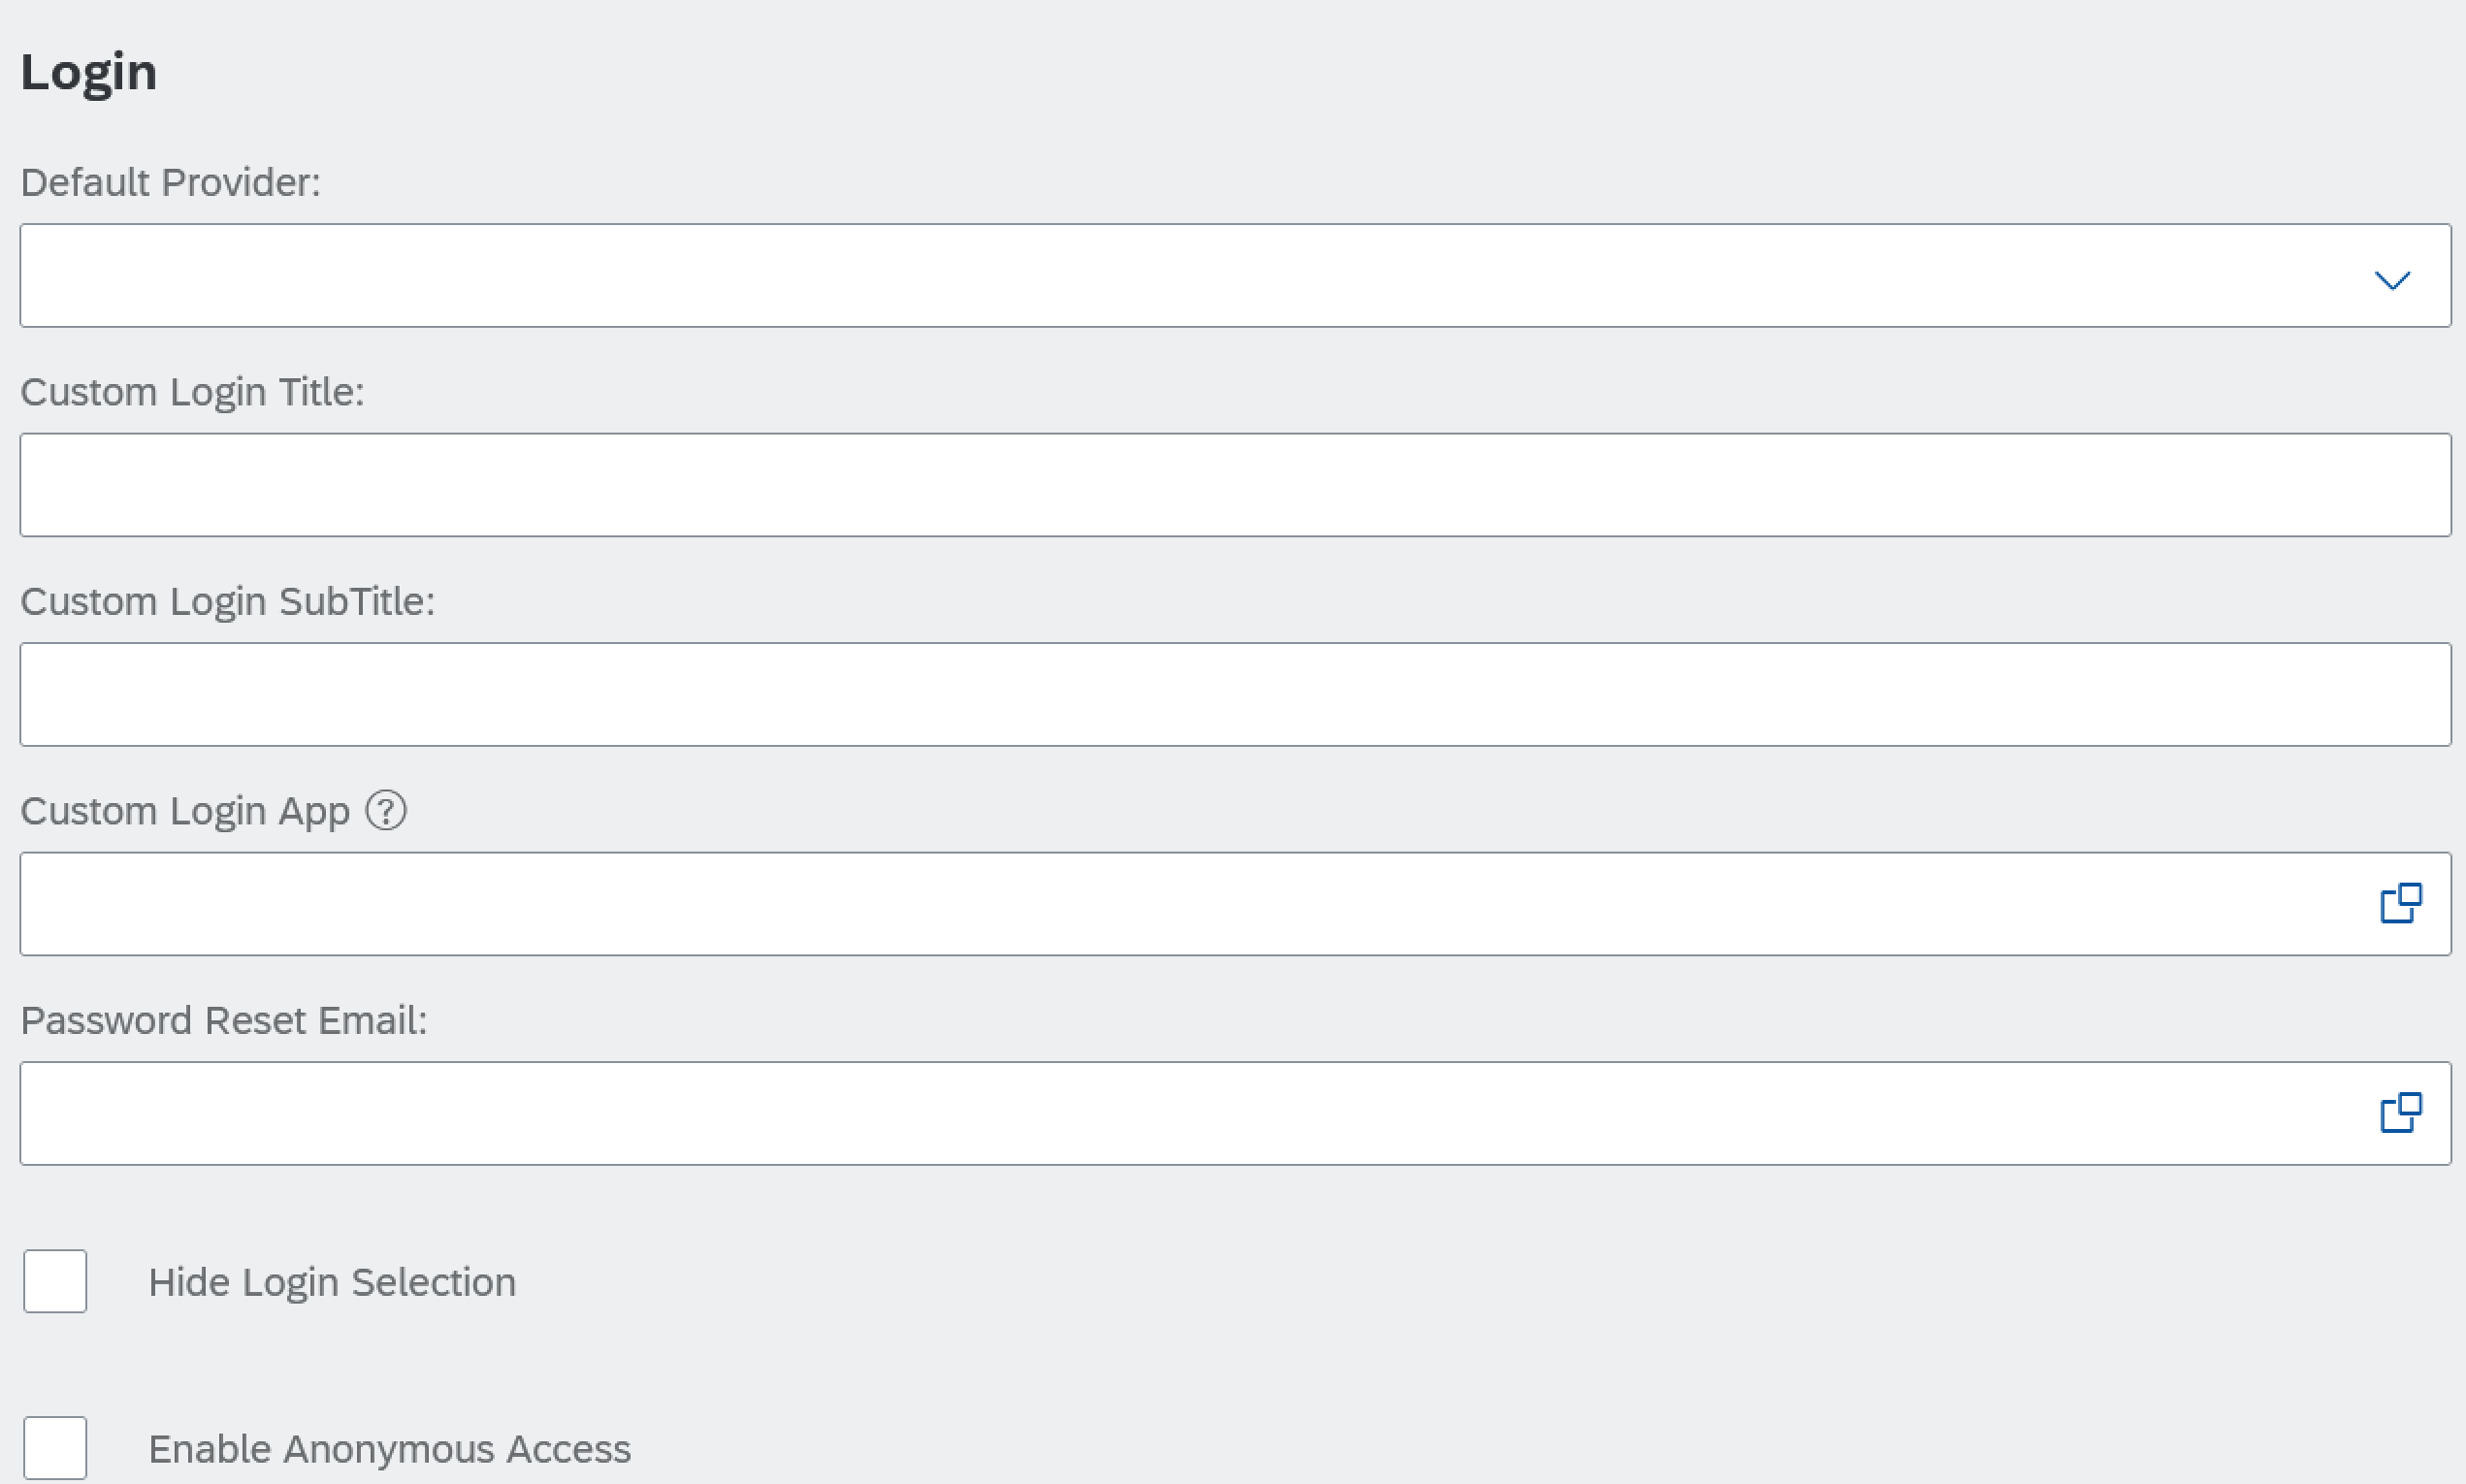 Login
Default Provider:
Custom Login Title:
Custom Login SubTitle:
Custom Login App ?
Password Reset Email:
Hide Login Selection
Enable Anonymous Access